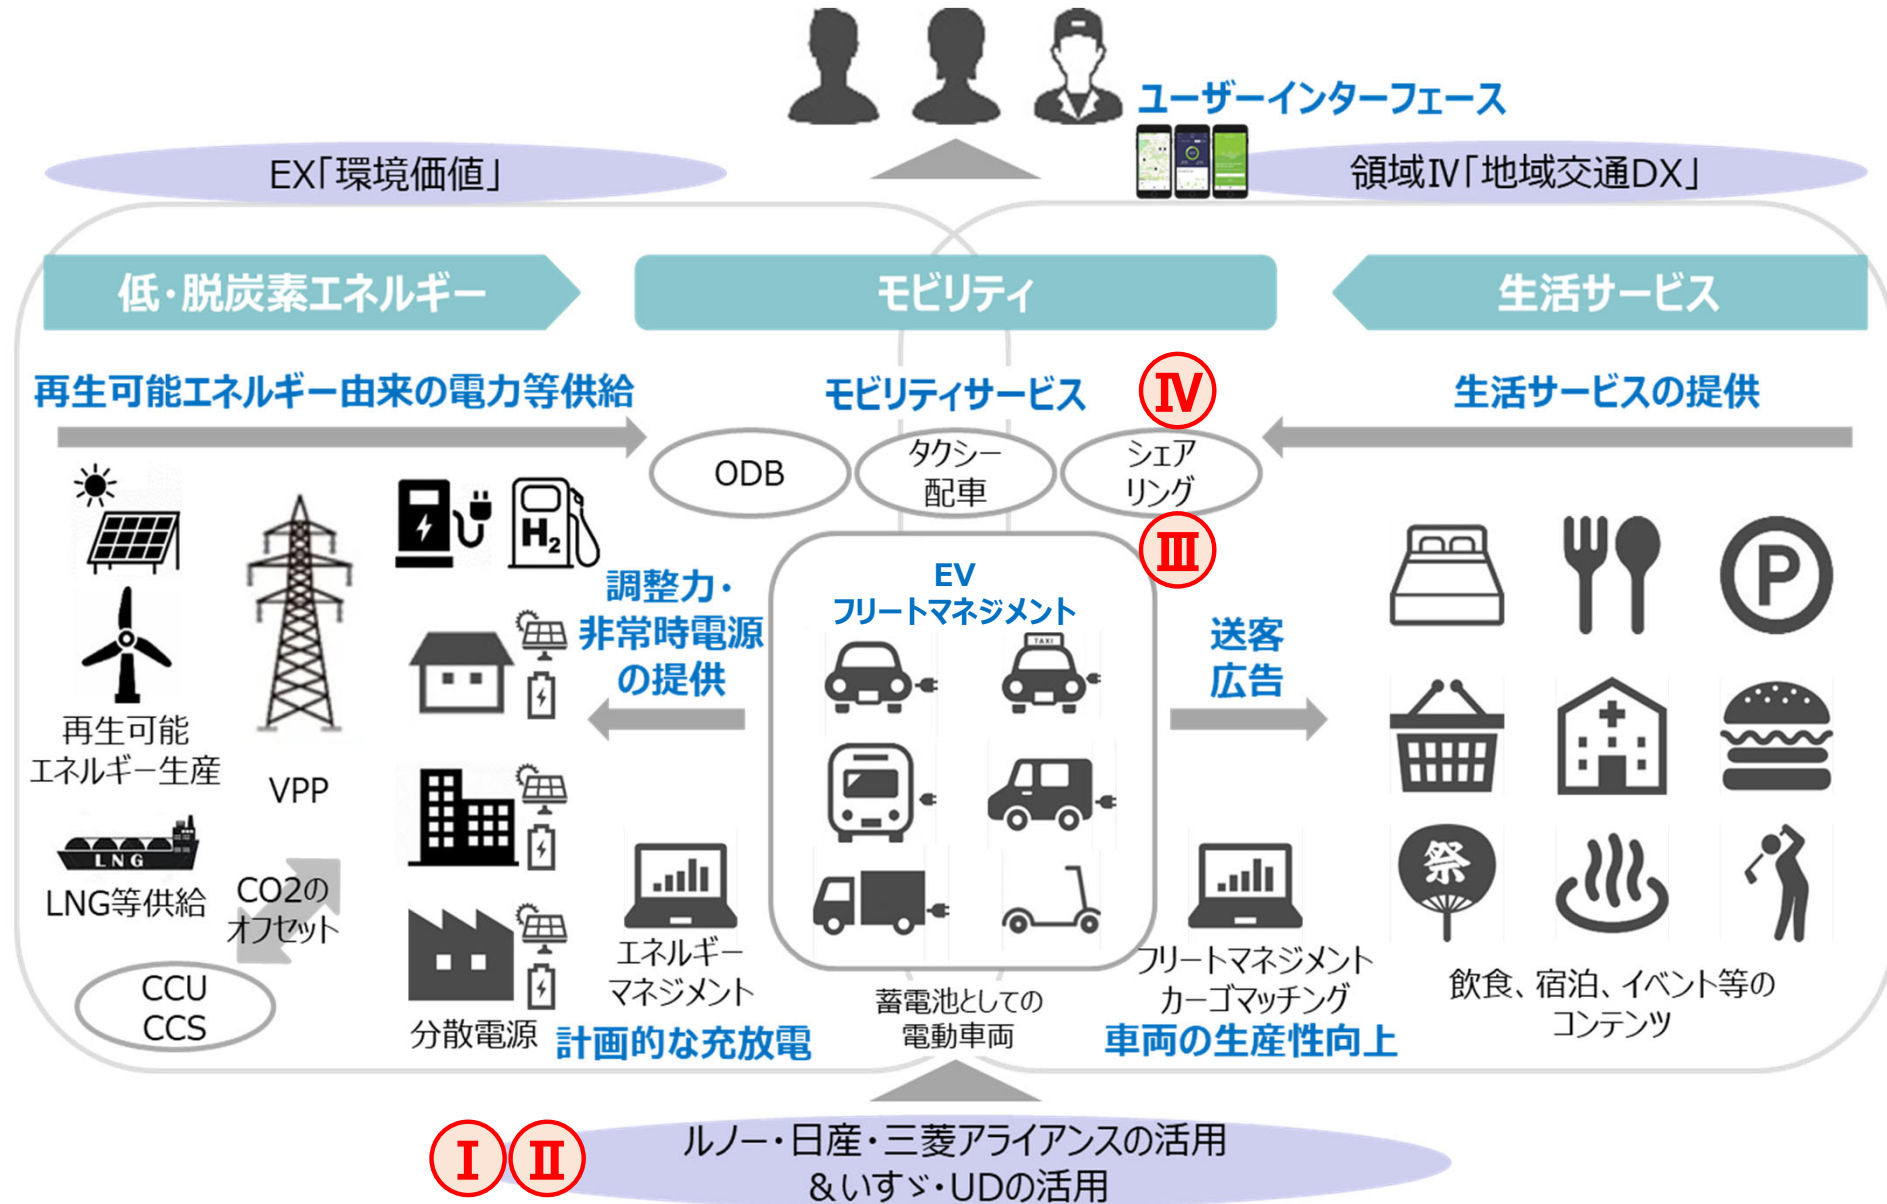 ユーザーインターフェース
EX「環境価値」
領域Ⅳ「地域交通DX」
低・脱炭素エネルギー
モビリティ
生活サービス
再生可能エネルギー由来の電力等供給
モビリティサービス
Ⅳ
生活サービスの提供
ODB
タクシー
配車
シェア
リング
Ⅲ
H2
調整力・
非常時電源
の提供
EV
フリートマネジメント
TAXI
送客
広告
P
再生可能
エネルギー生産
VPP
LNG
LNG等供給
CO2の
オフセット
CCU
CCS
分散電源
エネルギー
マネジメント
計画的な充放電
蓄電池としての
電動車両
フリートマネジメント
カーゴマッチング
車両の生産性向上
祭
飲食、宿泊、イベント等の
コンテンツ
Ⅰ
Ⅱ
ルノー・日産・三菱アライアンスの活用
&いすゞ・UDの活用